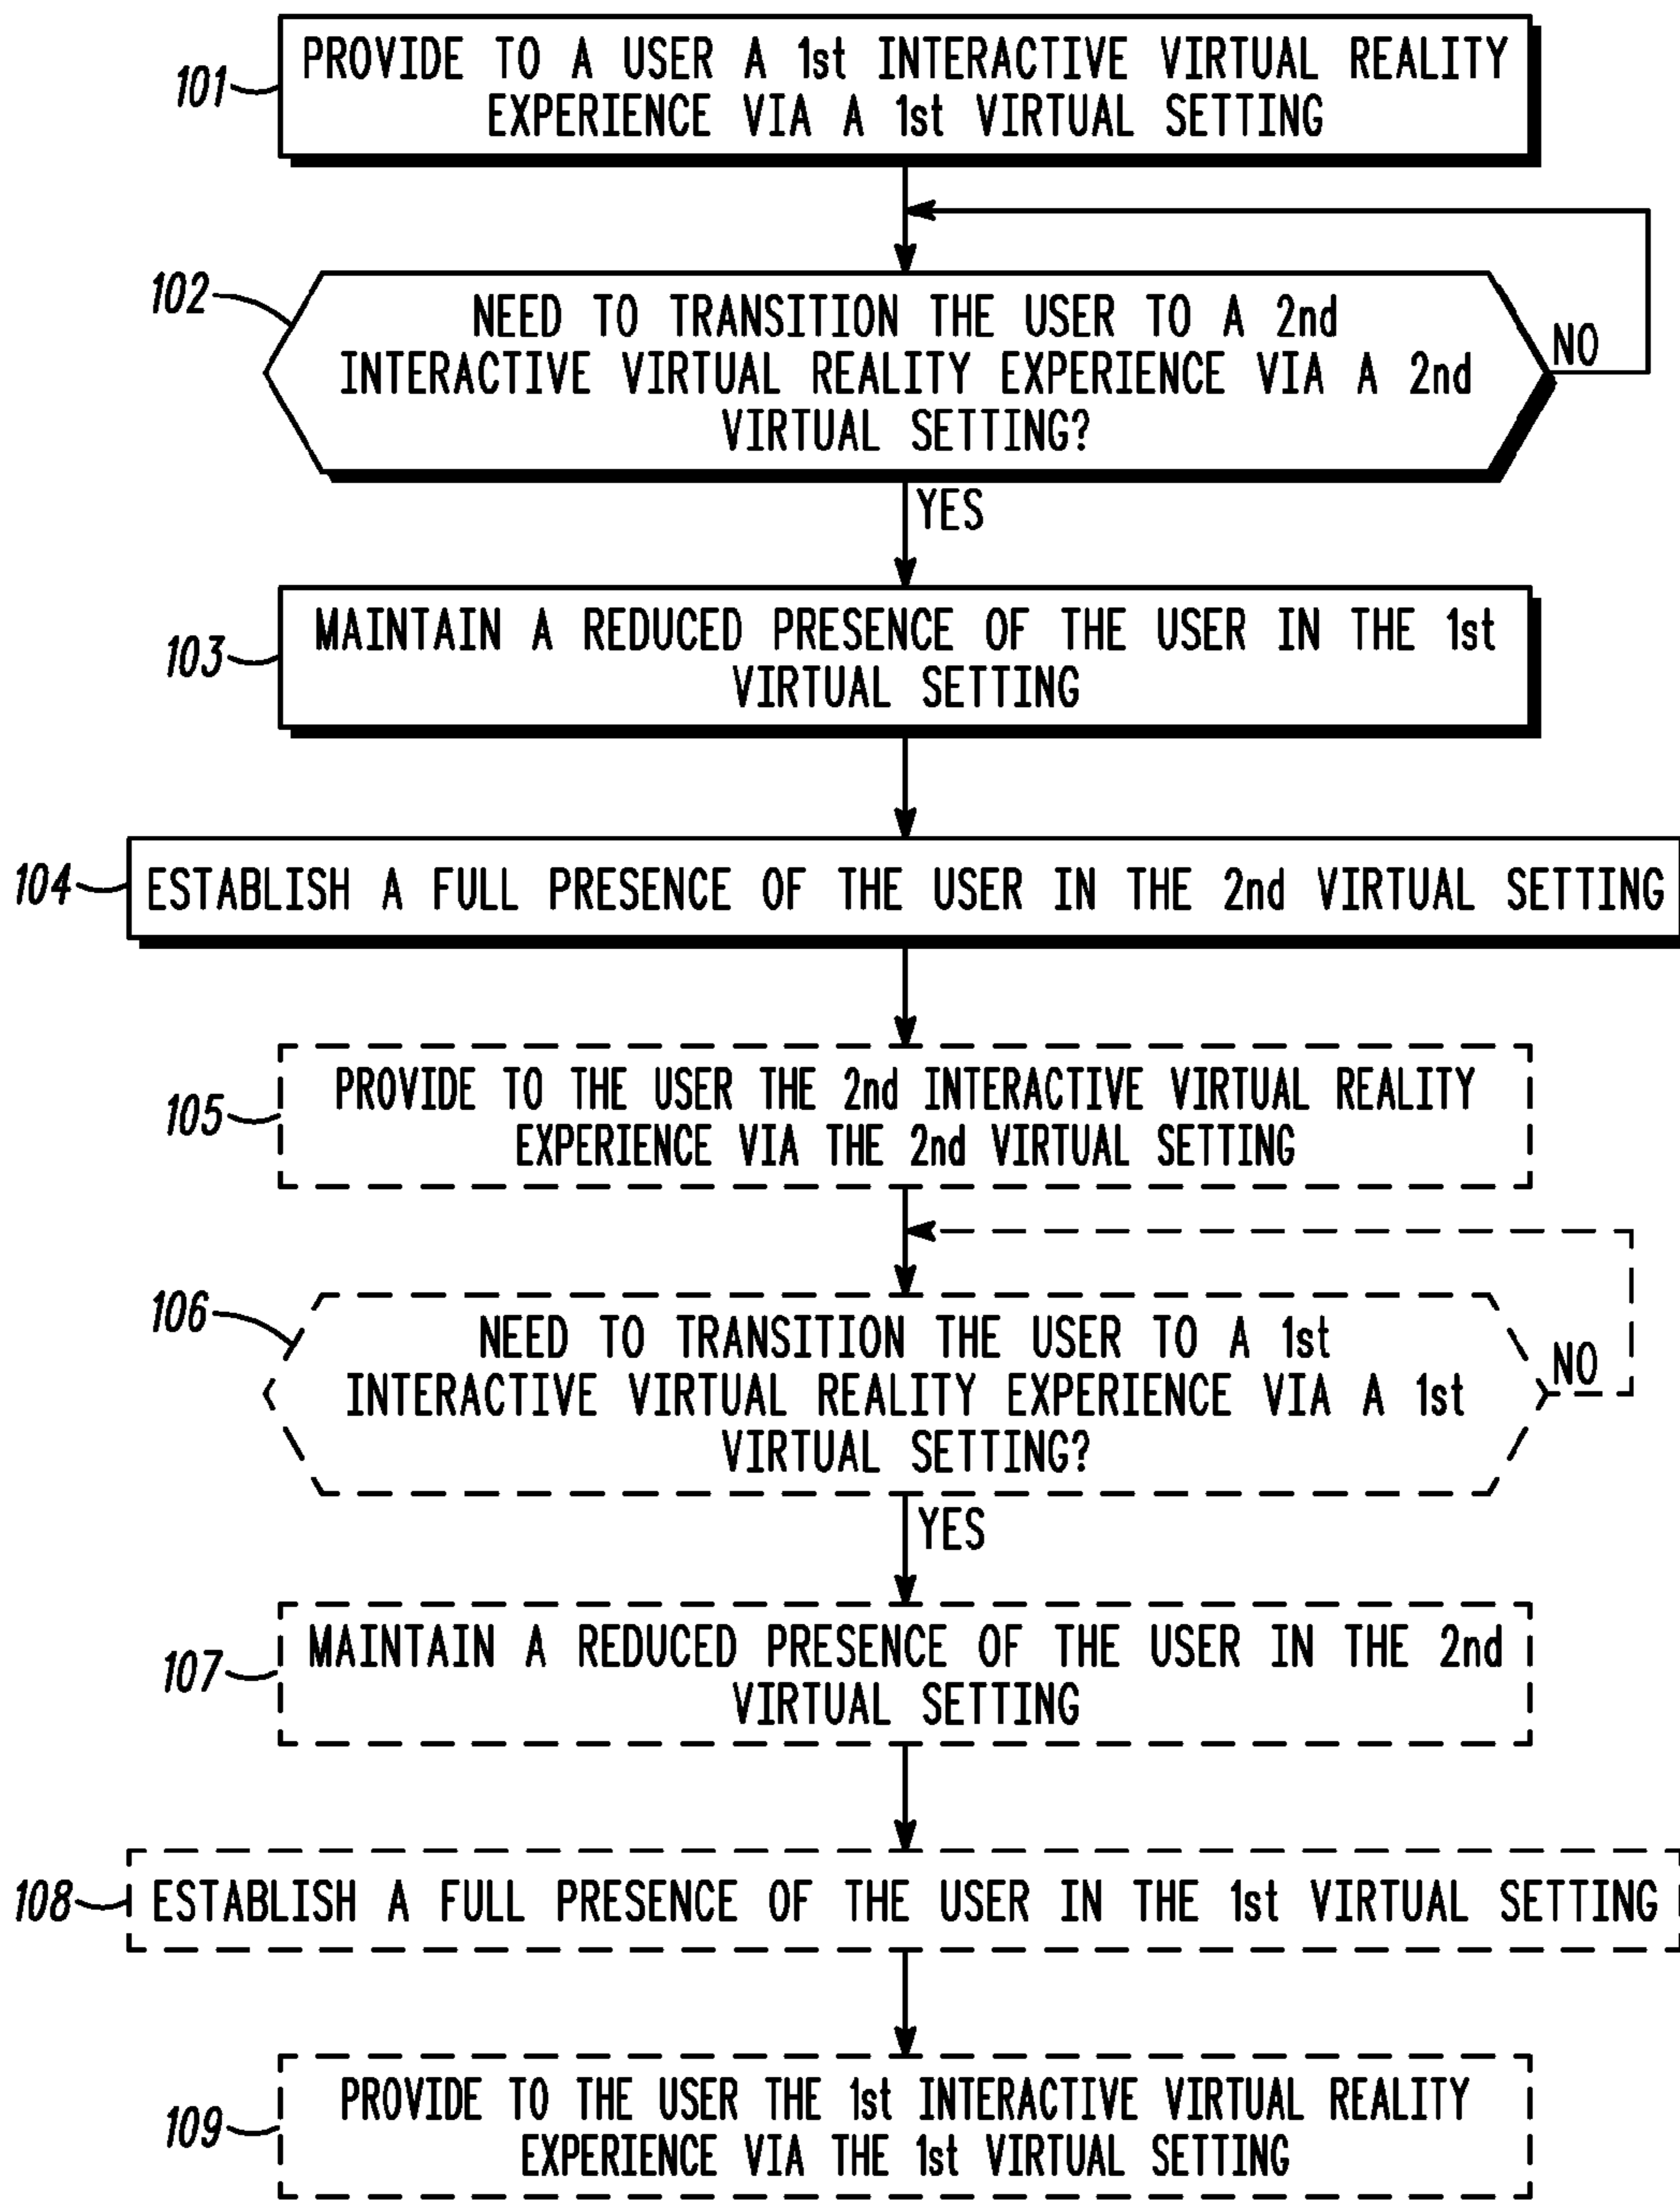 101
PROVIDE TO A USER A 1st INTERACTIVE VIRTUAL REALITY
EXPERIENCE VIA A 1st VIRTUAL SETTING
102
NEED TO TRANSITION THE USER TO A 2nd
INTERACTIVE VIRTUAL REALITY EXPERIENCE VIA A 2nd
VIRTUAL SETTING?
NO
YES
103
MAINTAIN A REDUCED PRESENCE OF THE USER IN THE 1st
VIRTUAL SETTING
104
ESTABLISH A FULL PRESENCE OF THE USER IN THE 2nd VIRTUAL SETTING
105
PROVIDE TO THE USER THE 2nd INTERACTIVE VIRTUAL REALITY
EXPERIENCE VIA THE 2nd VIRTUAL SETTING
106
NEED TO TRANSITION THE USER TO A 1st
INTERACTIVE VIRTUAL REALITY EXPERIENCE VIA A 1st
VIRTUAL SETTING?
NO
YES
107
MAINTAIN A REDUCED PRESENCE OF THE USER IN THE 2nd
VIRTUAL SETTING
108
ESTABLISH A FULL PRESENCE OF THE USER IN THE 1st VIRTUAL SETTING
109
PROVIDE TO THE USER THE 1st INTERACTIVE VIRTUAL REALITY
EXPERIENCE VIA THE 1st VIRTUAL SETTING